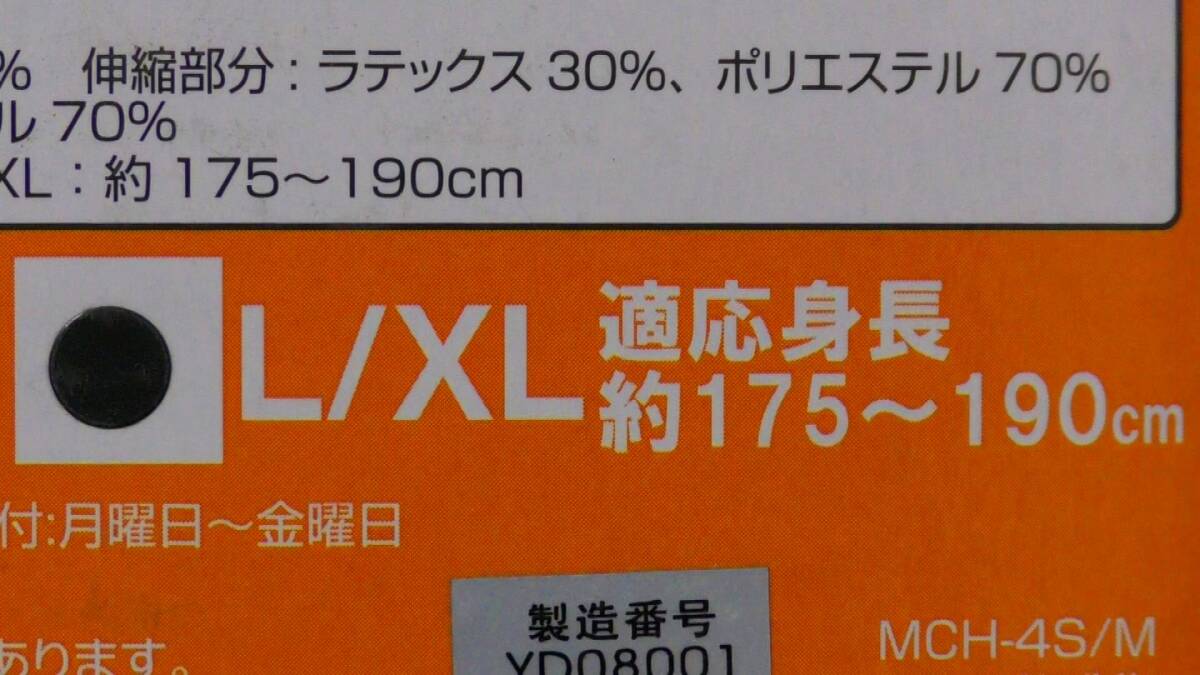 % 伸縮部分:ラテックス 30%、ポリエステル 70%
ル 70%
XL:約 175〜190cm
L/XL 適応身長
約175〜190cm
付:月曜日〜金曜日
製造番号
YD08001
MCH-4S/M
あります。